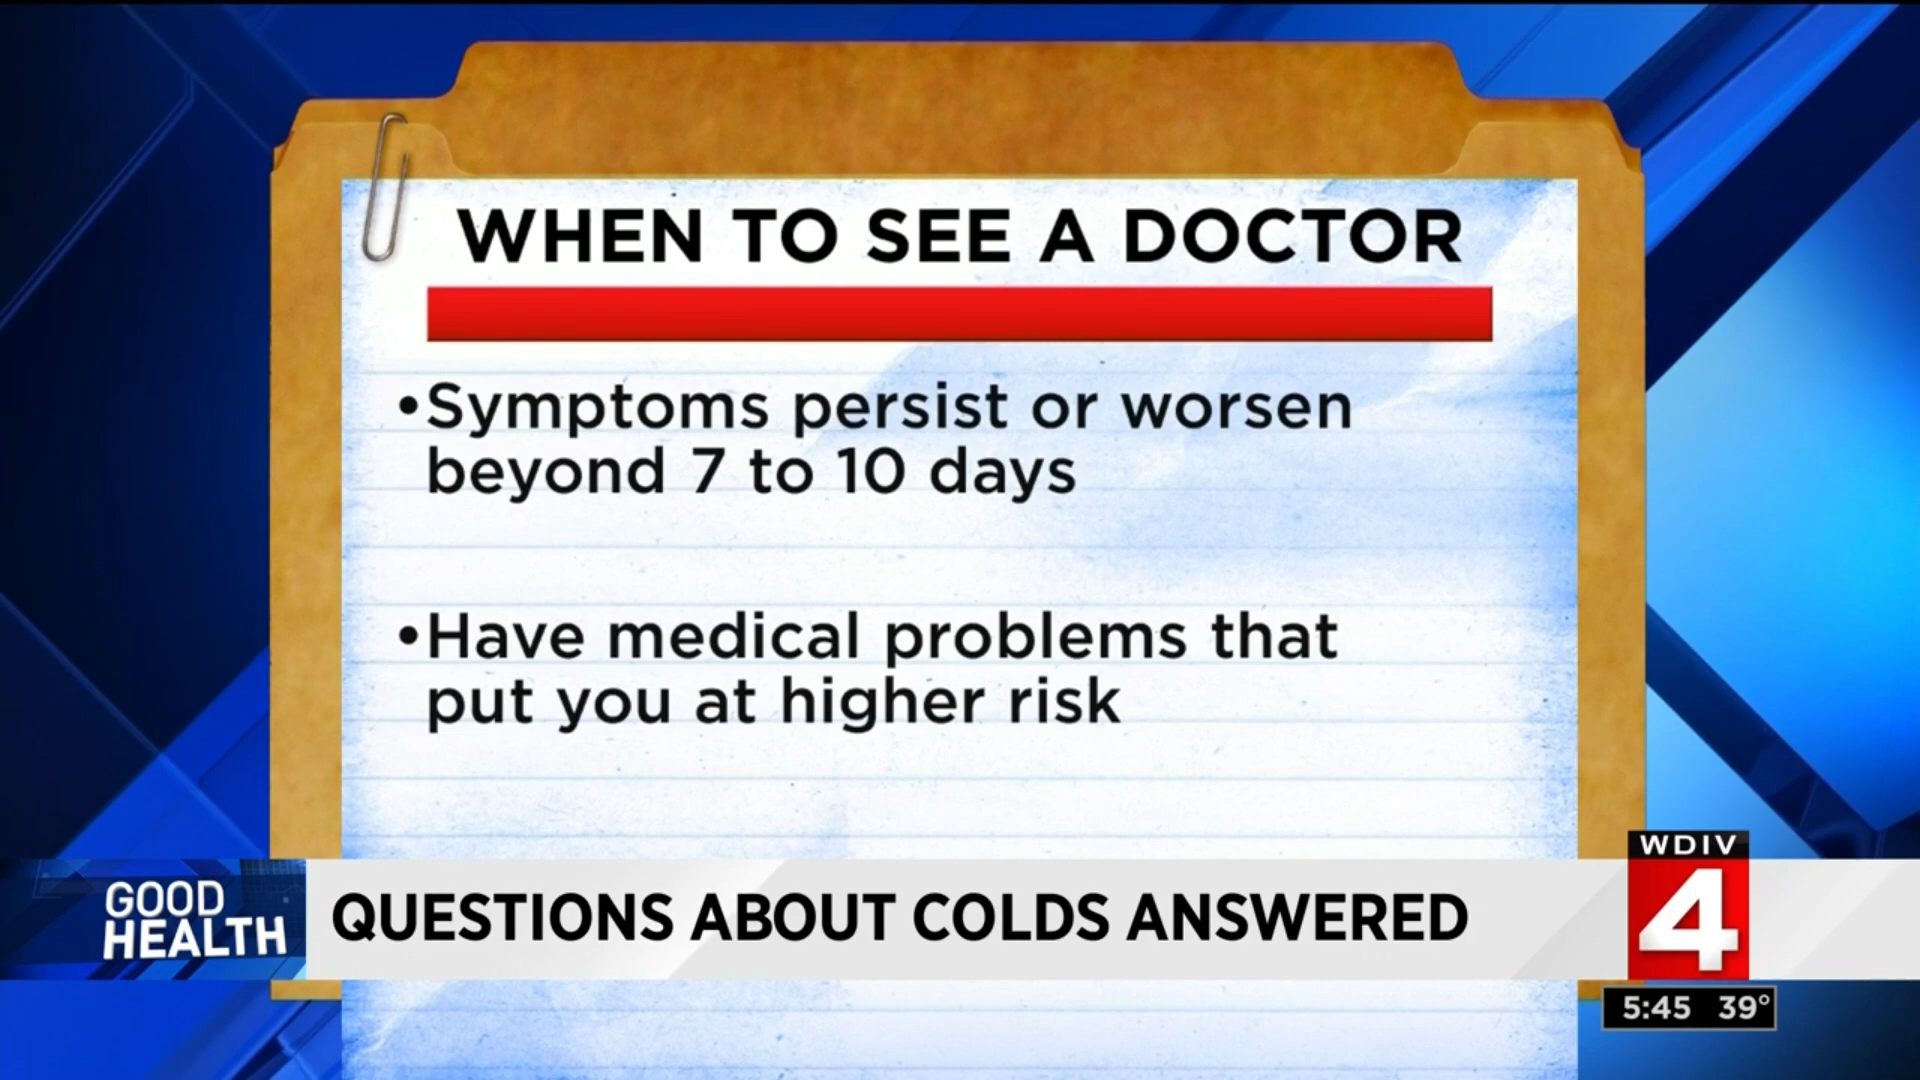 WHEN TO SEE A DOCTOR
•Symptoms persist or worsen
beyond 7 to 10 days
•Have medical problems that
put you at higher risk
GOOD
HEALTH
QUESTIONS ABOUT COLDS ANSWERED
WDIV
4
5:45 39°